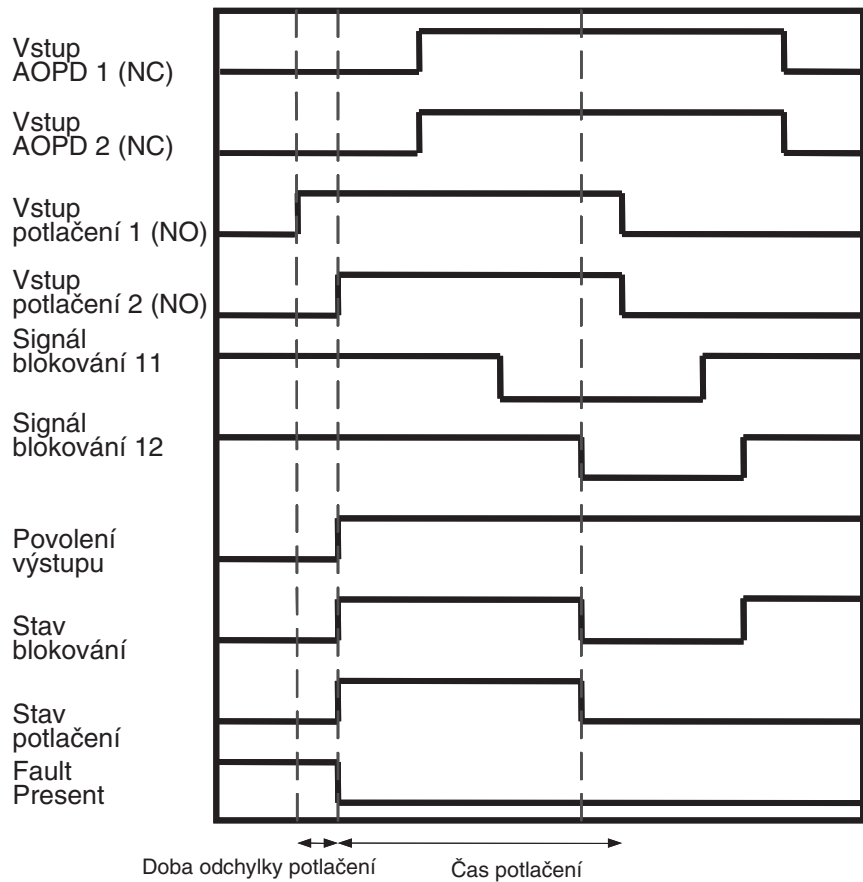 Vstup
AOPD 1 (NC)
Vstup
AOPD 2 (NC)
Vstup
potlačení 1 (NO)
Vstup
potlačení 2 (NO)
Signál
blokování 11
Signál
blokování 12
Povolení
výstupu
Stav
blokování
Stav
potlačení
Fault
Present
Doba odchylky potlačení
Čas potlačení